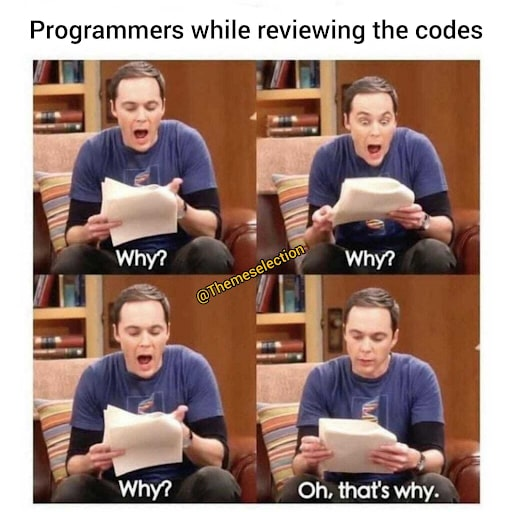 Programmers while reviewing the codes
Why?
Why?
@Themeselection
Why?
Oh, that's why.